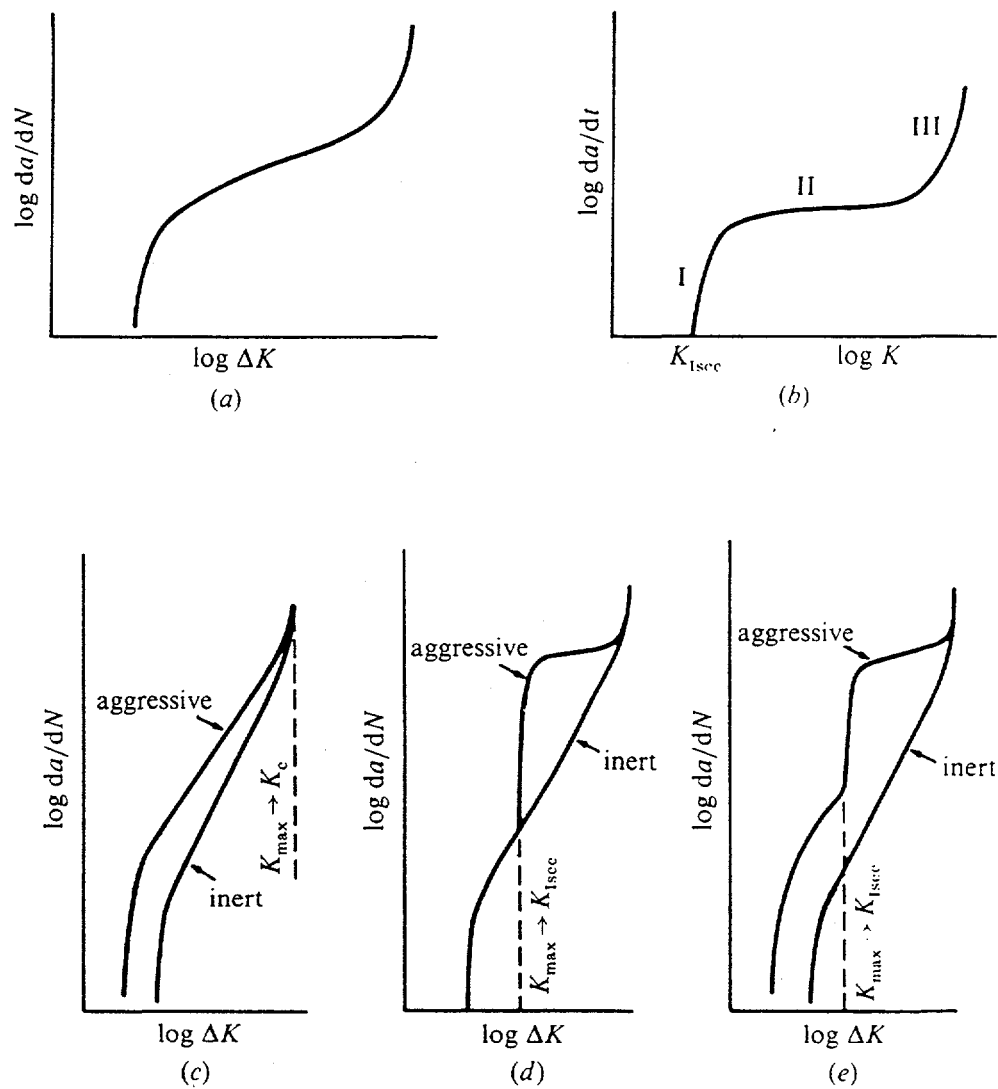 log da/dN
log ΔK
(a)
log da/dt
I
II
III
K_Iscc
log K
(b)
log da/dN
aggressive
inert
K_max → K_c
log ΔK
(c)
log da/dN
aggressive
inert
K_max → K_Iscc
log ΔK
(d)
log da/dN
aggressive
inert
K_max → K_Iscc
log ΔK
(e)